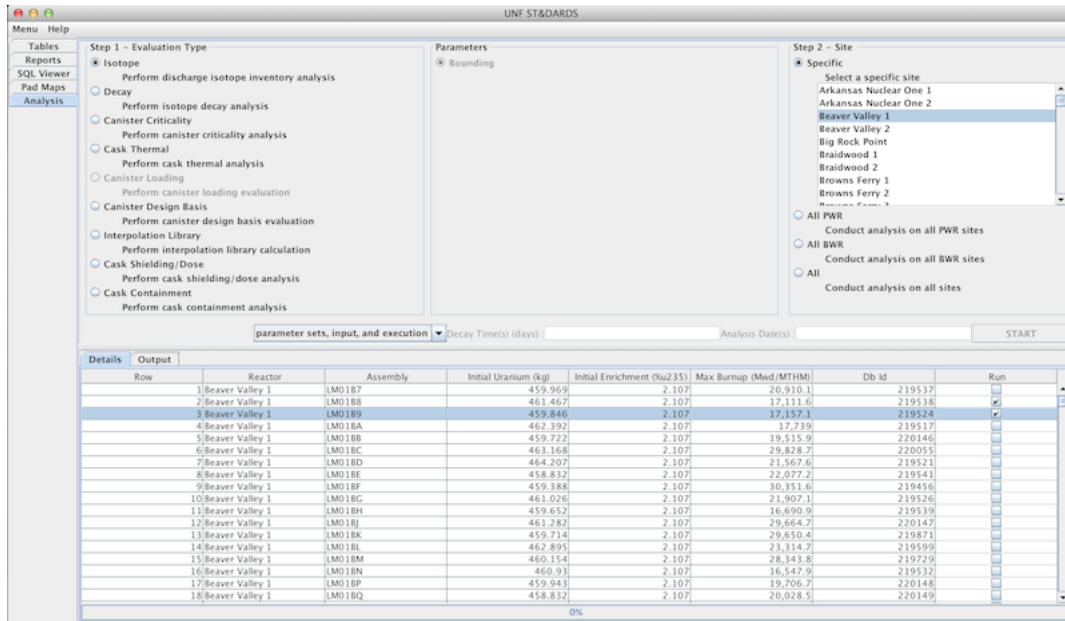 UNF ST&DARDS
Menu Help
Tables
Reports
SQL Viewer
Pad Maps
Analysis
Step 1 - Evaluation Type
Isotope
Perform discharge isotope inventory analysis
Decay
Perform isotope decay analysis
Canister Criticality
Perform canister criticality analysis
Cask Thermal
Perform cask thermal analysis
Canister Loading
Perform canister loading evaluation
Canister Design Basis
Perform canister design basis evaluation
Interpolation Library
Perform interpolation library calculation
Cask Shielding/Dose
Perform cask shielding/dose analysis
Cask Containment
Perform cask containment analysis
Parameters
Bounding
Step 2 - Site
Specific
Select a specific site
Arkansas Nuclear One 1
Arkansas Nuclear One 2
Beaver Valley 1
Beaver Valley 2
Big Rock Point
Braidwood 1
Braidwood 2
Browns Ferry 1
Browns Ferry 2
Browns Ferry 3
All PWR
Conduct analysis on all PWR sites
All BWR
Conduct analysis on all BWR sites
All
Conduct analysis on all sites
parameter sets, input, and execution Decay Time(s) (days) : Analysis Date(s) : START
Details Output
Row Reactor Assembly Initial Uranium (kg) Initial Enrichment (%u235) Max Burnup (Mwd/MTHM) Db Id Run
1 Beaver Valley 1 LM01B7 459.969 2.107 20,910.1 219537
2 Beaver Valley 1 LM01B8 461.467 2.107 17,111.6 219538
3 Beaver Valley 1 LM01B9 459.846 2.107 17,157.1 219524
4 Beaver Valley 1 LM01BA 462.392 2.107 17,739 219517
5 Beaver Valley 1 LM01BB 459.722 2.107 19,515.9 220146
6 Beaver Valley 1 LM01BC 463.168 2.107 29,828.7 220055
7 Beaver Valley 1 LM01BD 464.207 2.107 21,567.6 219521
8 Beaver Valley 1 LM01BE 458.832 2.107 22,077.2 219541
9 Beaver Valley 1 LM01BF 459.388 2.107 30,351.6 219456
10 Beaver Valley 1 LM01BG 461.026 2.107 21,907.1 219526
11 Beaver Valley 1 LM01BH 459.652 2.107 16,690.9 219539
12 Beaver Valley 1 LM01BJ 461.282 2.107 29,664.7 220147
13 Beaver Valley 1 LM01BK 459.714 2.107 29,650.4 219871
14 Beaver Valley 1 LM01BL 462.895 2.107 23,314.7 219599
15 Beaver Valley 1 LM01BM 460.154 2.107 28,343.8 219729
16 Beaver Valley 1 LM01BN 460.93 2.107 16,547.9 219532
17 Beaver Valley 1 LM01BP 459.943 2.107 19,706.7 220148
18 Beaver Valley 1 LM01BQ 458.832 2.107 20,028.5 220149
0%